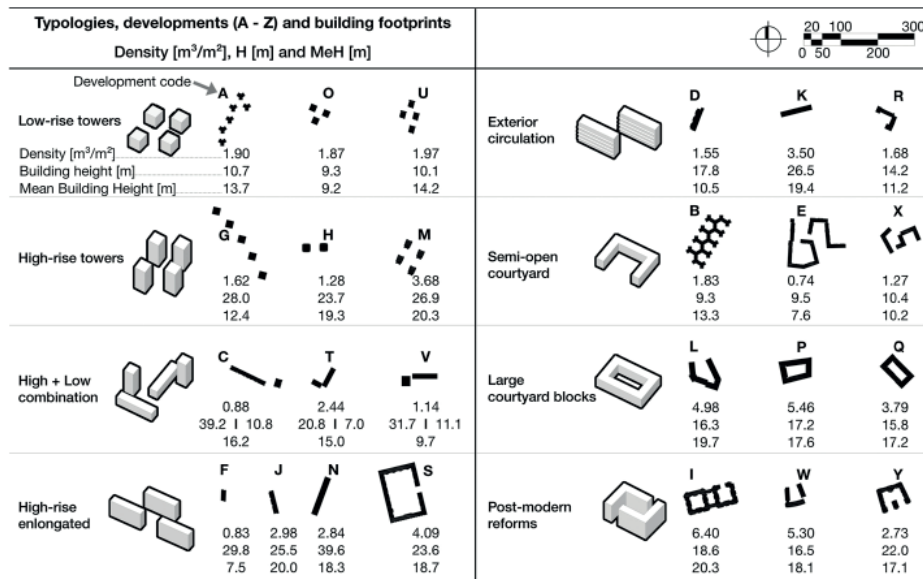 Typologies, developments (A - Z) and building footprints
Density [m³/m²], H [m] and MeH [m]
20 100 300
0 50 200
Development code
A O U
Low-rise towers
Density [m³/m²] 1.90 1.87 1.97
Building height [m] 10.7 9.3 10.1
Mean Building Height [m] 13.7 9.2 14.2
G H M
High-rise towers
1.62 1.28 3.68
28.0 23.7 26.9
12.4 19.3 20.3
C T V
High + Low
combination
0.88 2.44 1.14
39.2 I 10.8 20.8 I 7.0 31.7 I 11.1
16.2 15.0 9.7
F J N S
High-rise
enlongated
0.83 2.98 2.84 4.09
29.8 25.5 39.6 23.6
7.5 20.0 18.3 18.7
D K R
Exterior
circulation
1.55 3.50 1.68
17.8 26.5 14.2
10.5 19.4 11.2
B E X
Semi-open
courtyard
1.83 0.74 1.27
9.3 9.5 10.4
13.3 7.6 10.2
L P Q
Large
courtyard blocks
4.98 5.46 3.79
16.3 17.2 15.8
19.7 17.6 17.2
I W Y
Post-modern
reforms
6.40 5.30 2.73
18.6 16.5 22.0
20.3 18.1 17.1